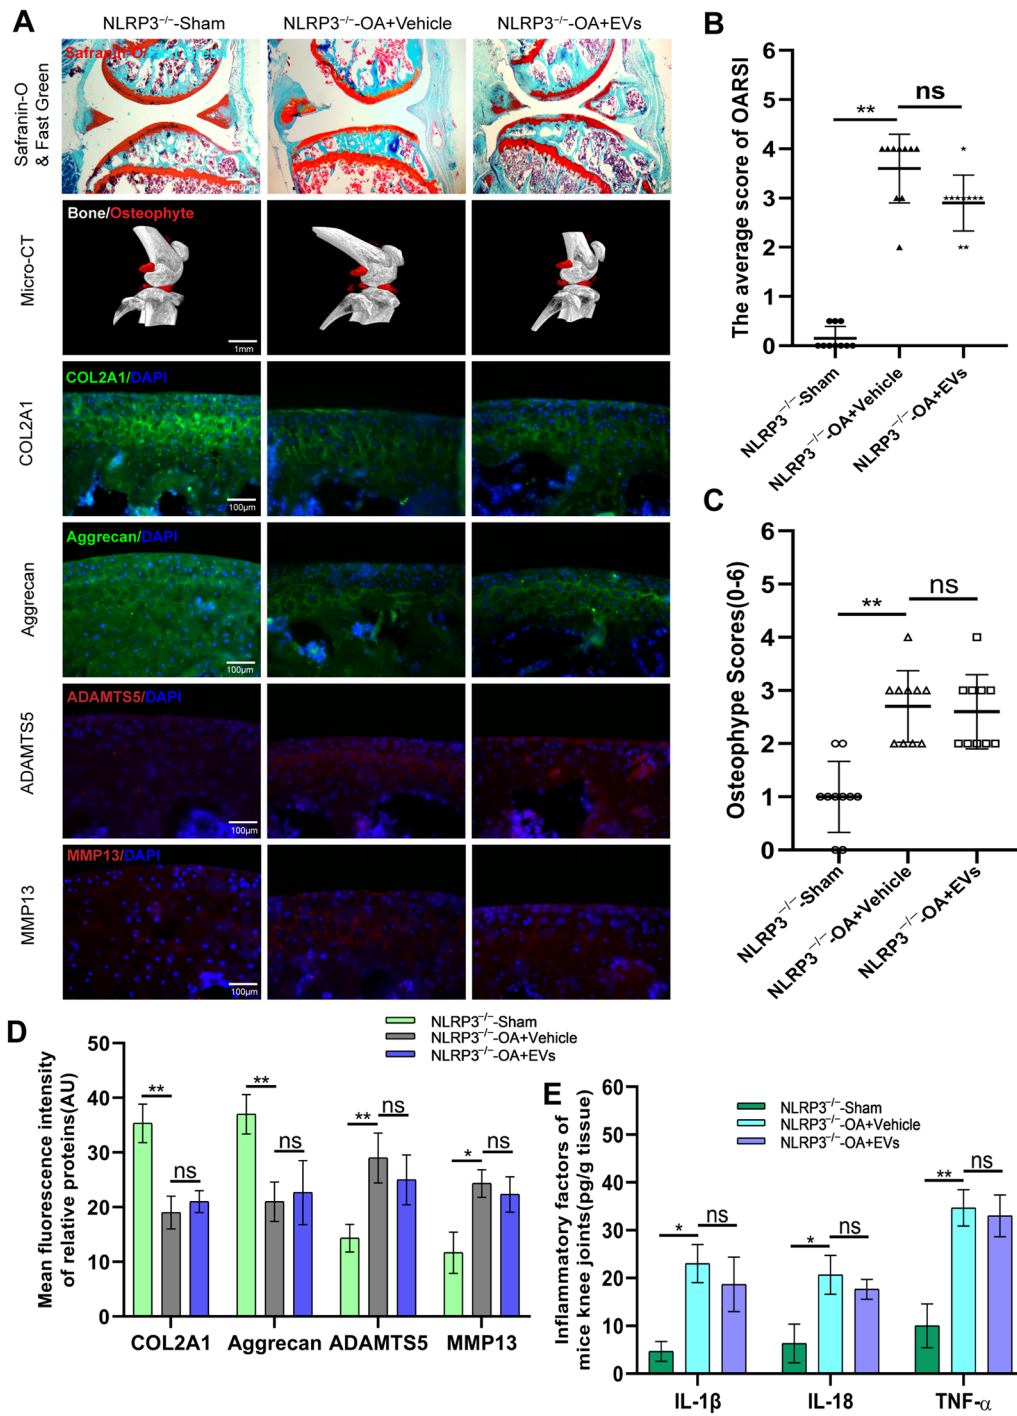 A
NLRP3⁻/⁻-Sham
NLRP3⁻/⁻-OA+Vehicle
NLRP3⁻/⁻-OA+EVs
Safranin-O
& Fast Green
Safranin-O/Fast Green
400μm
Micro-CT
Bone/Osteophyte
1mm
COL2A1
COL2A1/DAPI
100μm
Aggrecan
Aggrecan/DAPI
100μm
ADAMTS5
ADAMTS5/DAPI
100μm
MMP13
MMP13/DAPI
100μm
B
The average score of OARSI
6
5
4
3
2
1
0
**
ns
NLRP3⁻/⁻-Sham
NLRP3⁻/⁻-OA+Vehicle
NLRP3⁻/⁻-OA+EVs
C
Osteophype Scores(0-6)
6
5
4
3
2
1
0
**
ns
NLRP3⁻/⁻-Sham
NLRP3⁻/⁻-OA+Vehicle
NLRP3⁻/⁻-OA+EVs
D
NLRP3⁻/⁻-Sham
NLRP3⁻/⁻-OA+Vehicle
NLRP3⁻/⁻-OA+EVs
Mean fluorescence intensity
of relative proteins(AU)
50
40
30
20
10
0
**
ns
**
ns
**
ns
*
ns
COL2A1
Aggrecan
ADAMTS5
MMP13
E
NLRP3⁻/⁻-Sham
NLRP3⁻/⁻-OA+Vehicle
NLRP3⁻/⁻-OA+EVs
Inflammatory factors of
mice knee joints(pg/g tissue)
60
50
40
30
20
10
0
*
ns
*
ns
**
ns
IL-1β
IL-18
TNF-α